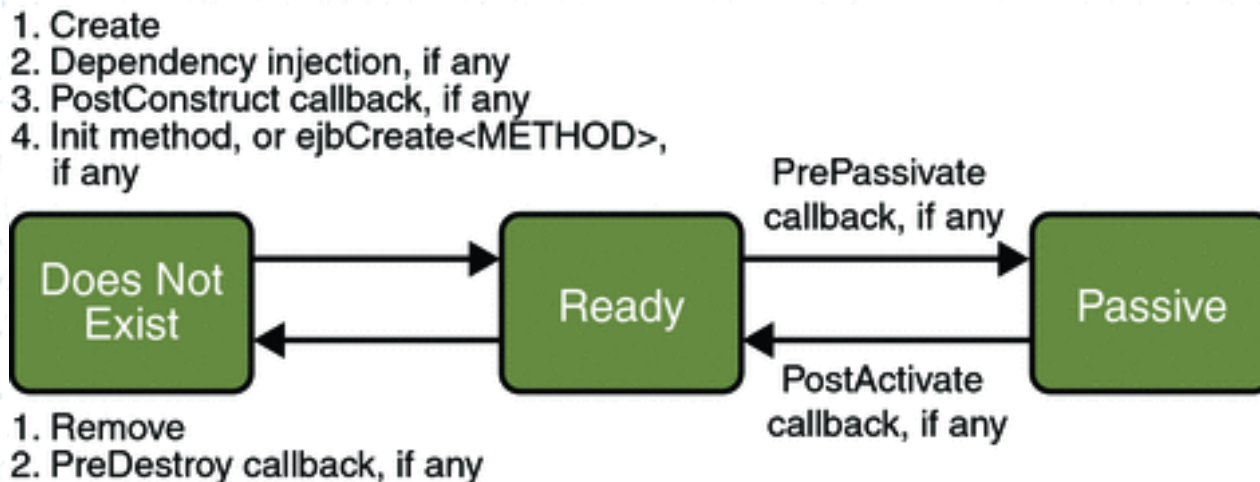 1. Create
2. Dependency injection, if any
3. PostConstruct callback, if any
4. Init method, or ejbCreate<METHOD>,
if any
PrePassivate
callback, if any
Does Not
Exist
Ready
Passive
PostActivate
callback, if any
1. Remove
2. PreDestroy callback, if any